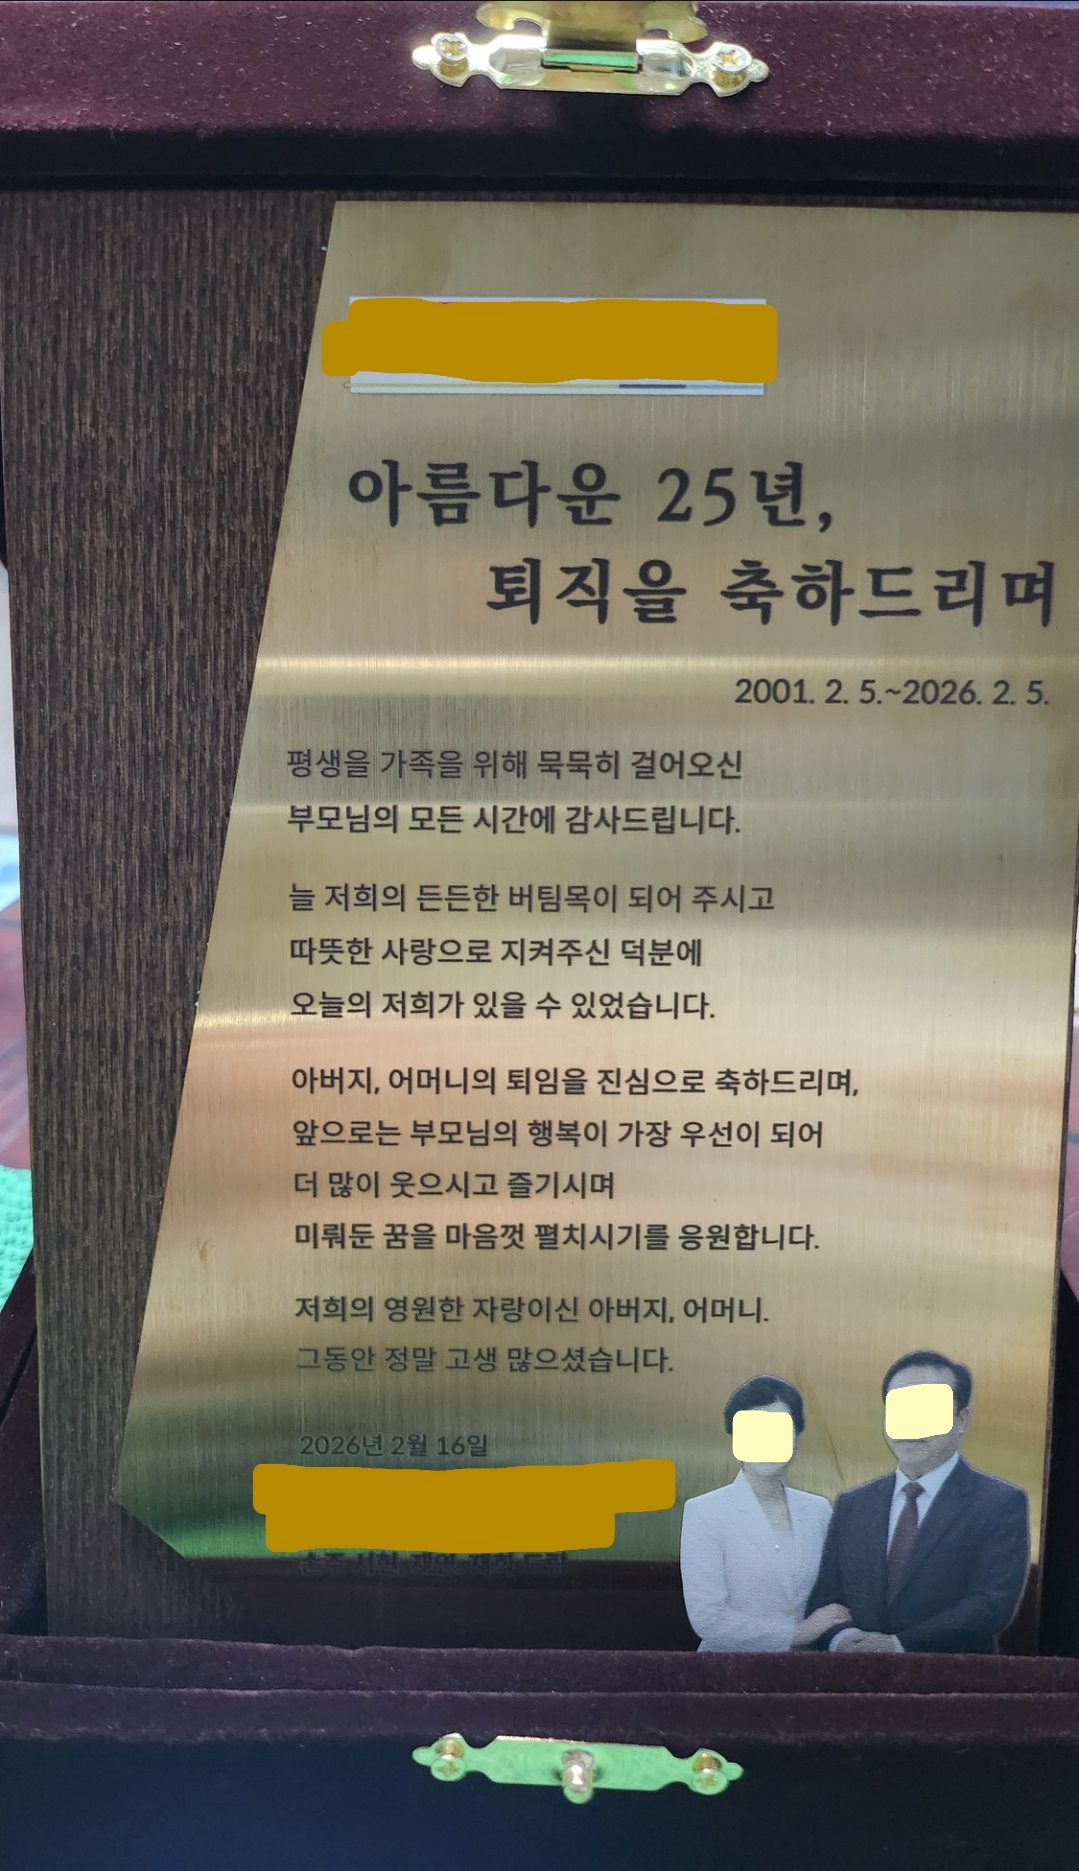 아름다운 25년,
퇴직을 축하드리며
2001. 2. 5.~2026. 2. 5.
평생을 가족을 위해 묵묵히 걸어오신
부모님의 모든 시간에 감사드립니다.
늘 저희의 든든한 버팀목이 되어 주시고
따뜻한 사랑으로 지켜주신 덕분에
오늘의 저희가 있을 수 있었습니다.
아버지, 어머니의 퇴임을 진심으로 축하드리며,
앞으로는 부모님의 행복이 가장 우선이 되어
더 많이 웃으시고 즐기시며
미뤄둔 꿈을 마음껏 펼치시기를 응원합니다.
저희의 영원한 자랑이신 아버지, 어머니.
그동안 정말 고생 많으셨습니다.
2026년 2월 16일
손주 서현, 재영, 재희 드림